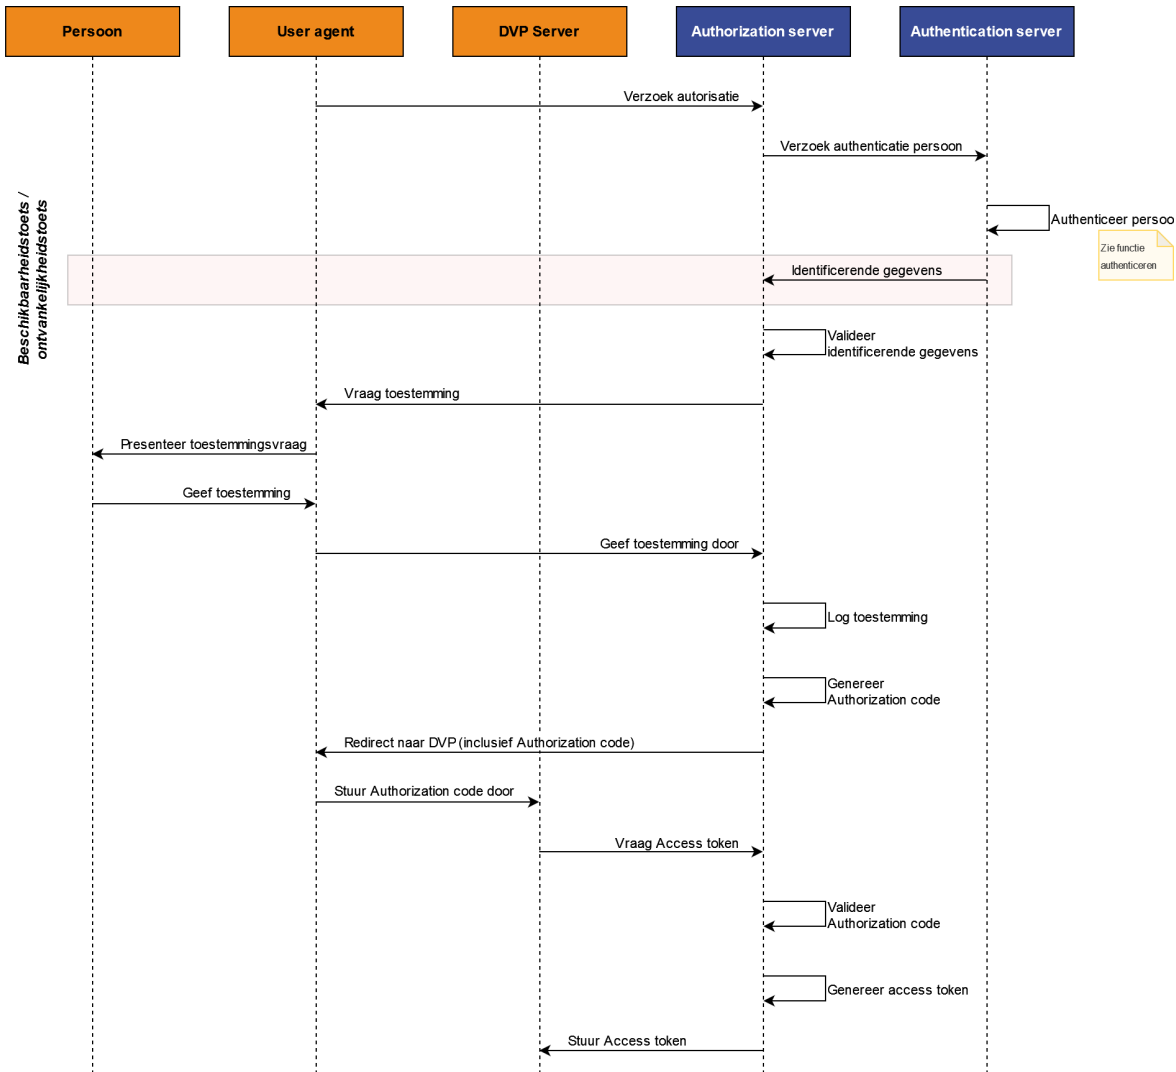 Persoon
User agent
DVP Server
Authorization server
Authentication server
Verzoek autorisatie
Verzoek authenticatie persoon
Authenticeer persoo
Zie functie
authenticeren
Beschikbaarheidstoets /
ontvankelijkheidstoets
Identificerende gegevens
Valideer
identificerende gegevens
Vraag toestemming
Presenteer toestemmingsvraag
Geef toestemming
Geef toestemming door
Log toestemming
Genereer
Authorization code
Redirect naar DVP (inclusief Authorization code)
Stuur Authorization code door
Vraag Access token
Valideer
Authorization code
Genereer access token
Stuur Access token